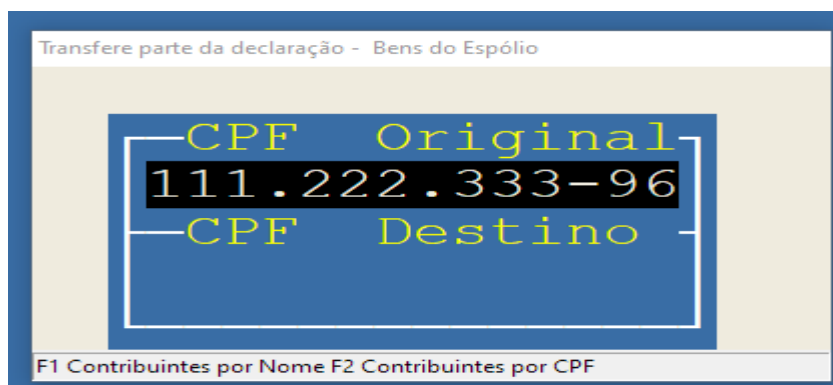 Transfere parte da declaração - Bens do Espólio
CPF Original
111.222.333-96
CPF Destino
F1 Contribuintes por Nome F2 Contribuintes por CPF